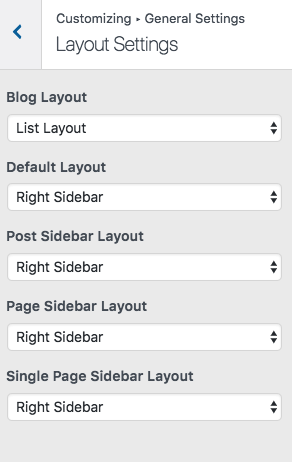 Customizing ▸ General Settings
Layout Settings
Blog Layout
List Layout
Default Layout
Right Sidebar
Post Sidebar Layout
Right Sidebar
Page Sidebar Layout
Right Sidebar
Single Page Sidebar Layout
Right Sidebar